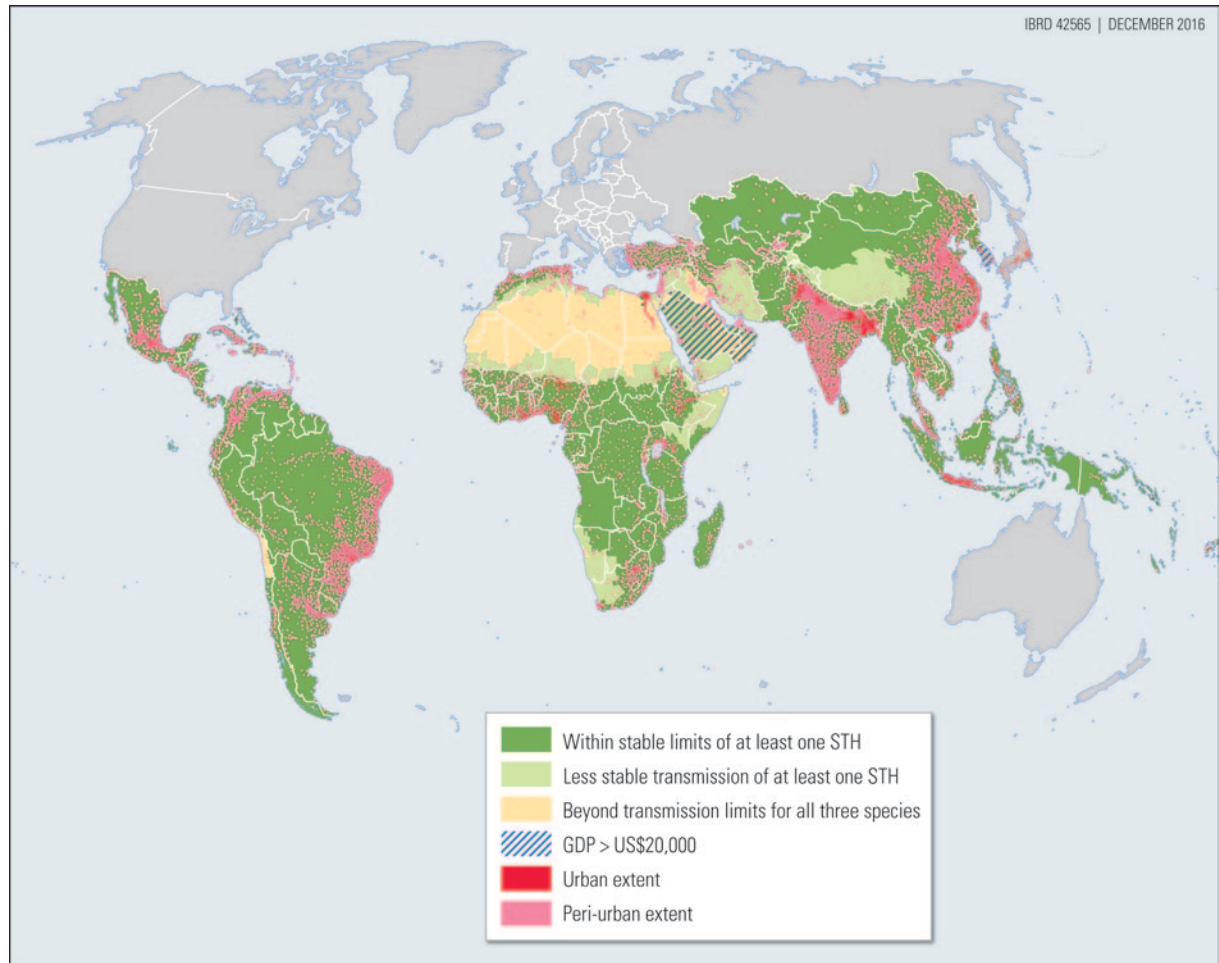 IBRD 42565 | DECEMBER 2016
Within stable limits of at least one STH
Less stable transmission of at least one STH
Beyond transmission limits for all three species
GDP > US$20,000
Urban extent
Peri-urban extent